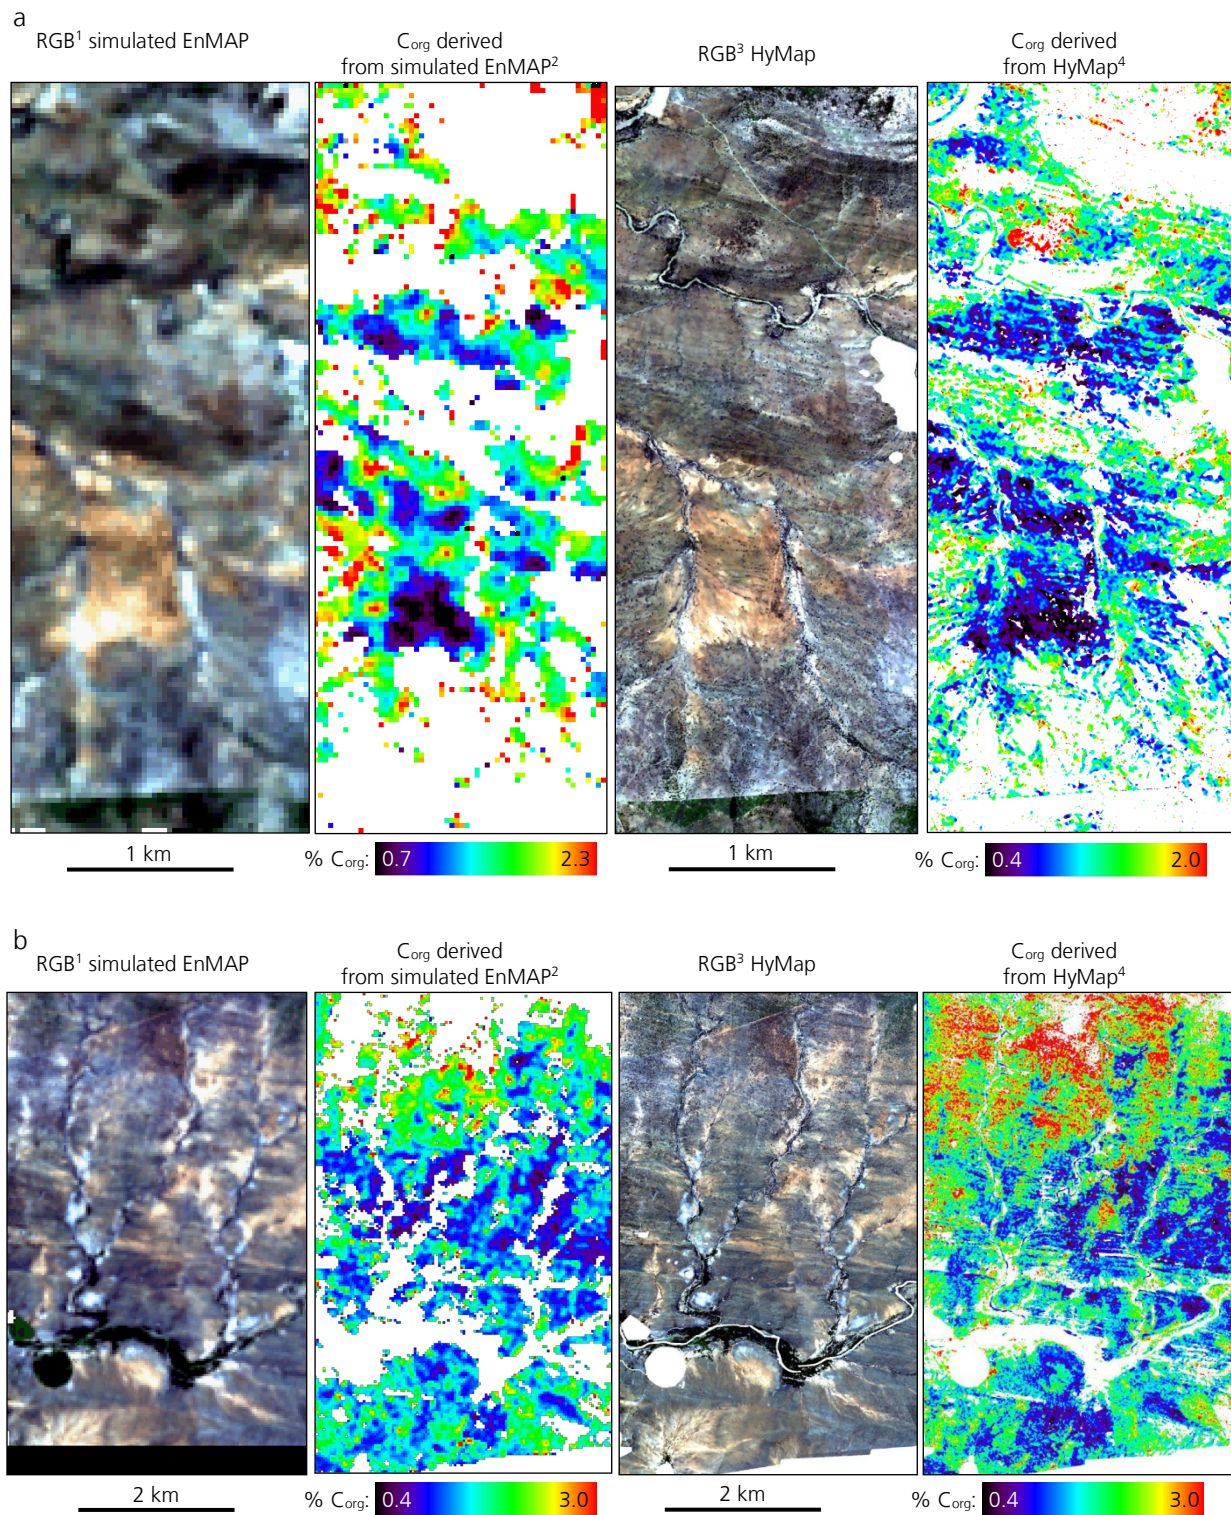 a
RGB¹ simulated EnMAP
Corg derived
from simulated EnMAP²
RGB³ HyMap
Corg derived
from HyMap⁴
1 km
% Corg: 0.7 2.3
1 km
% Corg: 0.4 2.0
b
RGB¹ simulated EnMAP
Corg derived
from simulated EnMAP²
RGB³ HyMap
Corg derived
from HyMap⁴
2 km
% Corg: 0.4 3.0
2 km
% Corg: 0.4 3.0